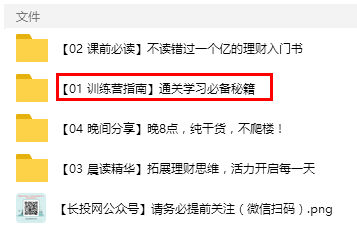 文件
【02 课前必读】不读错过一个亿的理财入门书
【01 训练营指南】通关学习必备秘籍
【04 晚间分享】晚8点，纯干货，不爬楼！
【03 晨读精华】拓展理财思维，活力开启每一天
【长投网公众号】请务必提前关注（微信扫码）.png